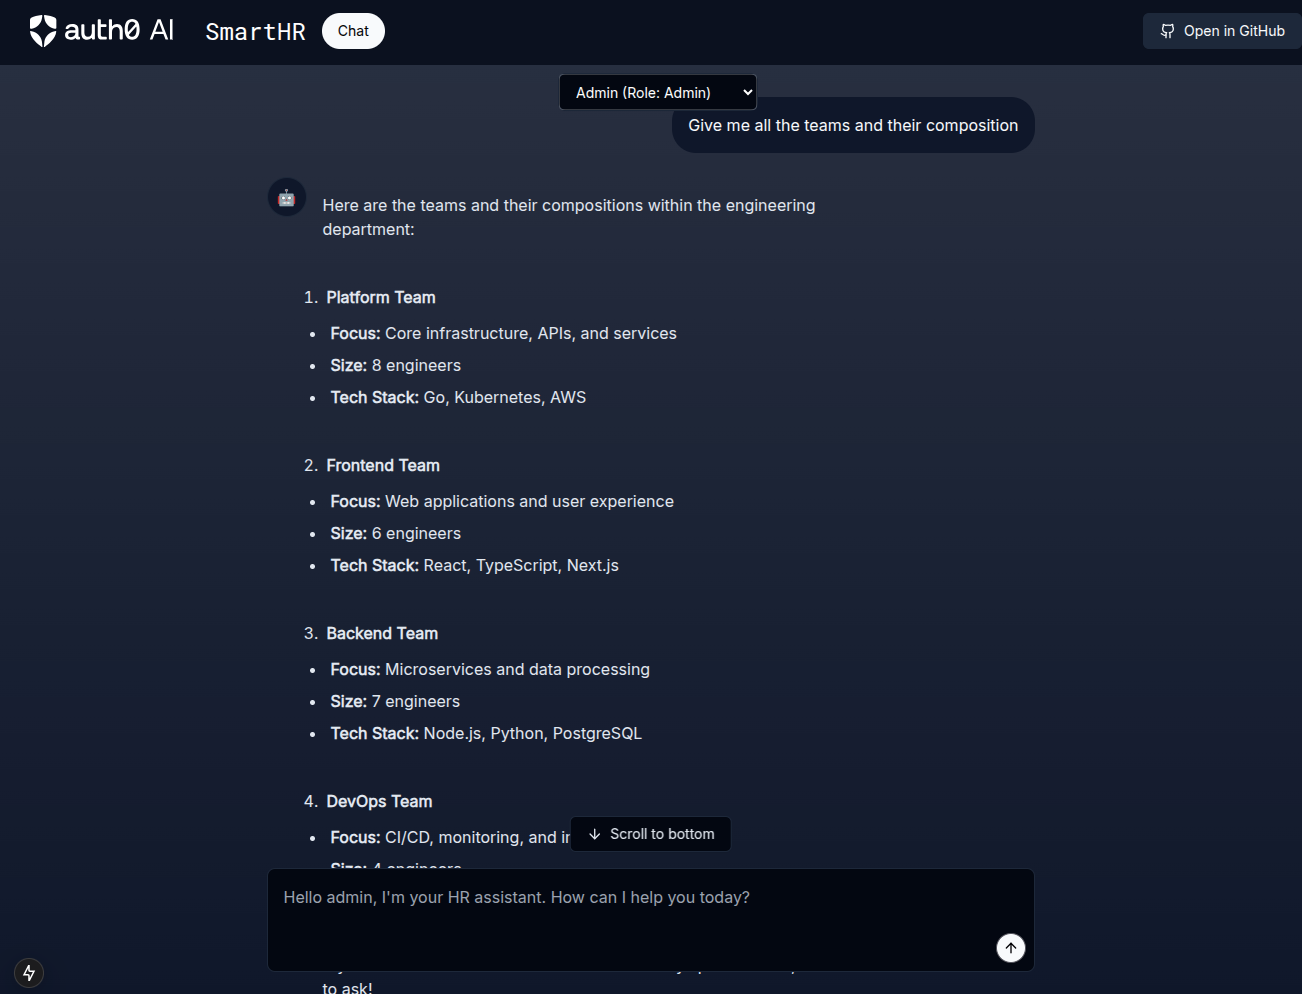 auth0 AI SmartHR Chat Open in GitHub
Admin (Role: Admin)
Give me all the teams and their composition
Here are the teams and their compositions within the engineering
department:
1. Platform Team
• Focus: Core infrastructure, APIs, and services
• Size: 8 engineers
• Tech Stack: Go, Kubernetes, AWS
2. Frontend Team
• Focus: Web applications and user experience
• Size: 6 engineers
• Tech Stack: React, TypeScript, Next.js
3. Backend Team
• Focus: Microservices and data processing
• Size: 7 engineers
• Tech Stack: Node.js, Python, PostgreSQL
4. DevOps Team
• Focus: CI/CD, monitoring, and
Scroll to bottom
Size: 4 engineers
Hello admin, I'm your HR assistant. How can I help you today?
to ask!